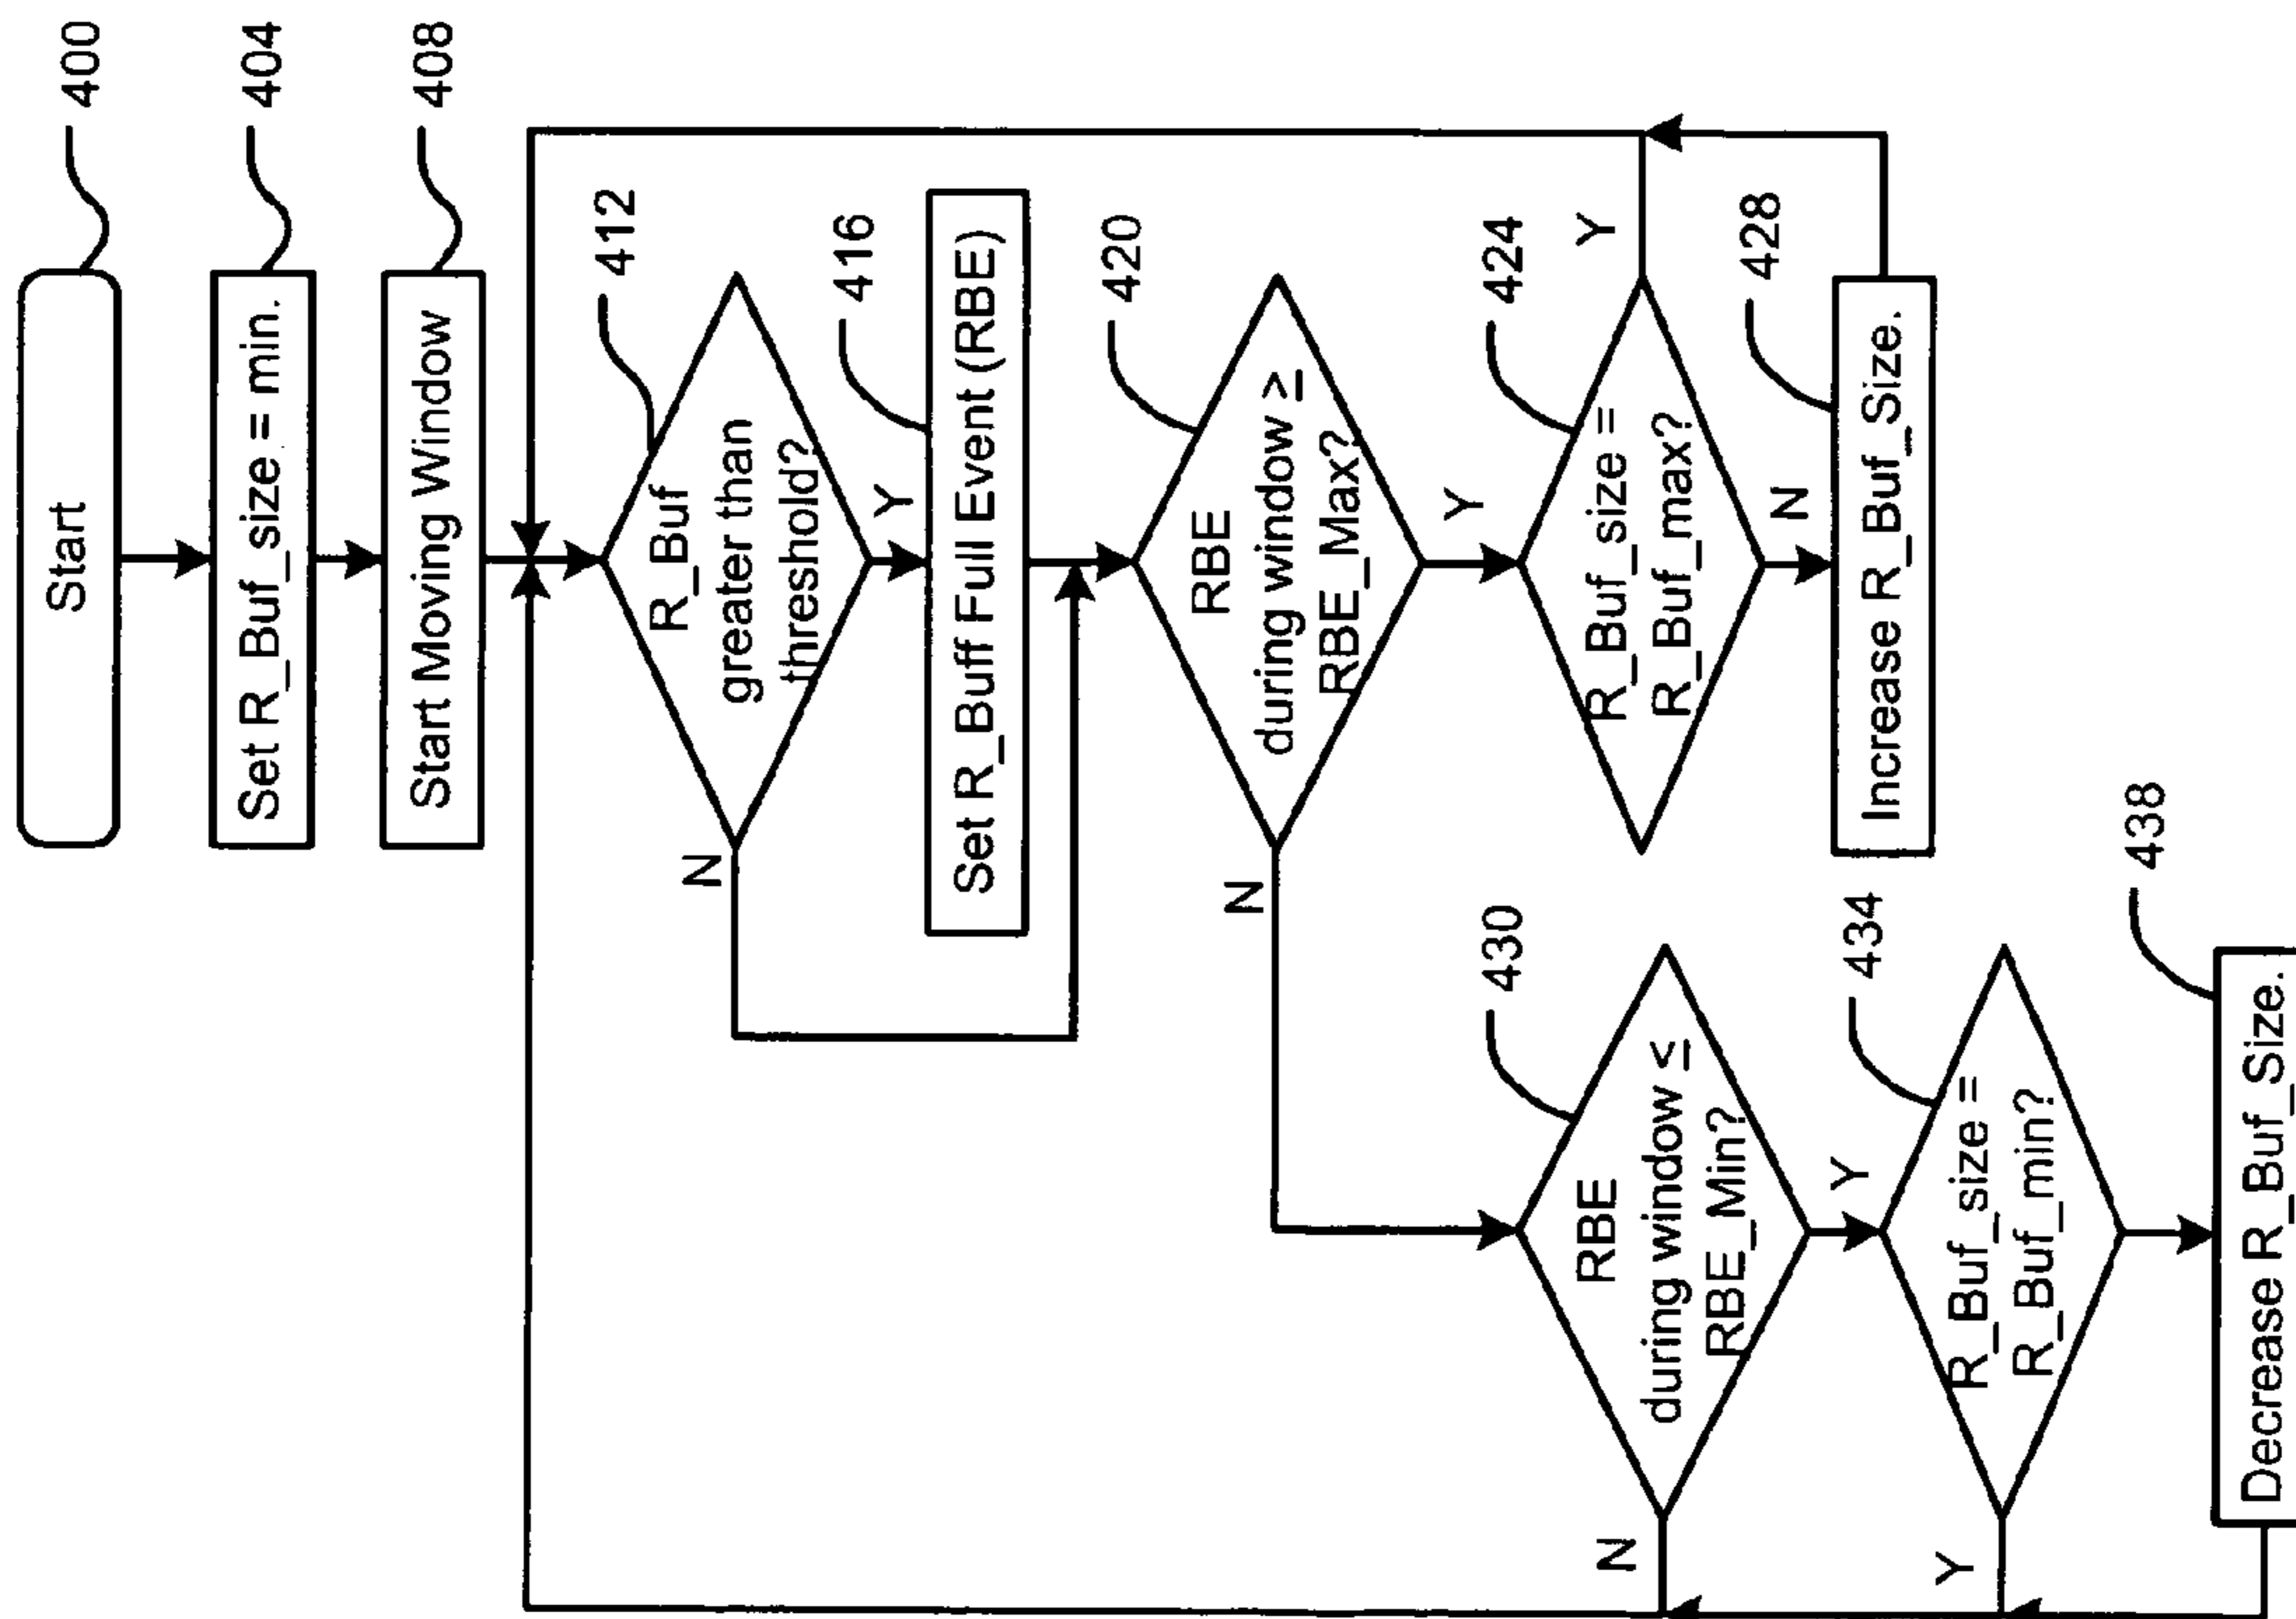 Start
400
Set R_Buf_size = min.
404
Start Moving Window
408
R_Buf
greater than
threshold?
412
N
Y
Set R_Buff Full Event (RBE)
416
RBE
during window ≥
RBE_Max?
420
N
Y
R_Buf_size =
R_Buf_max?
424
Y
N
Increase R_Buf_Size.
428
RBE
during window ≤
RBE_Min?
430
N
Y
R_Buf_size =
R_Buf_min?
434
Y
Decrease R_Buf_Size.
438